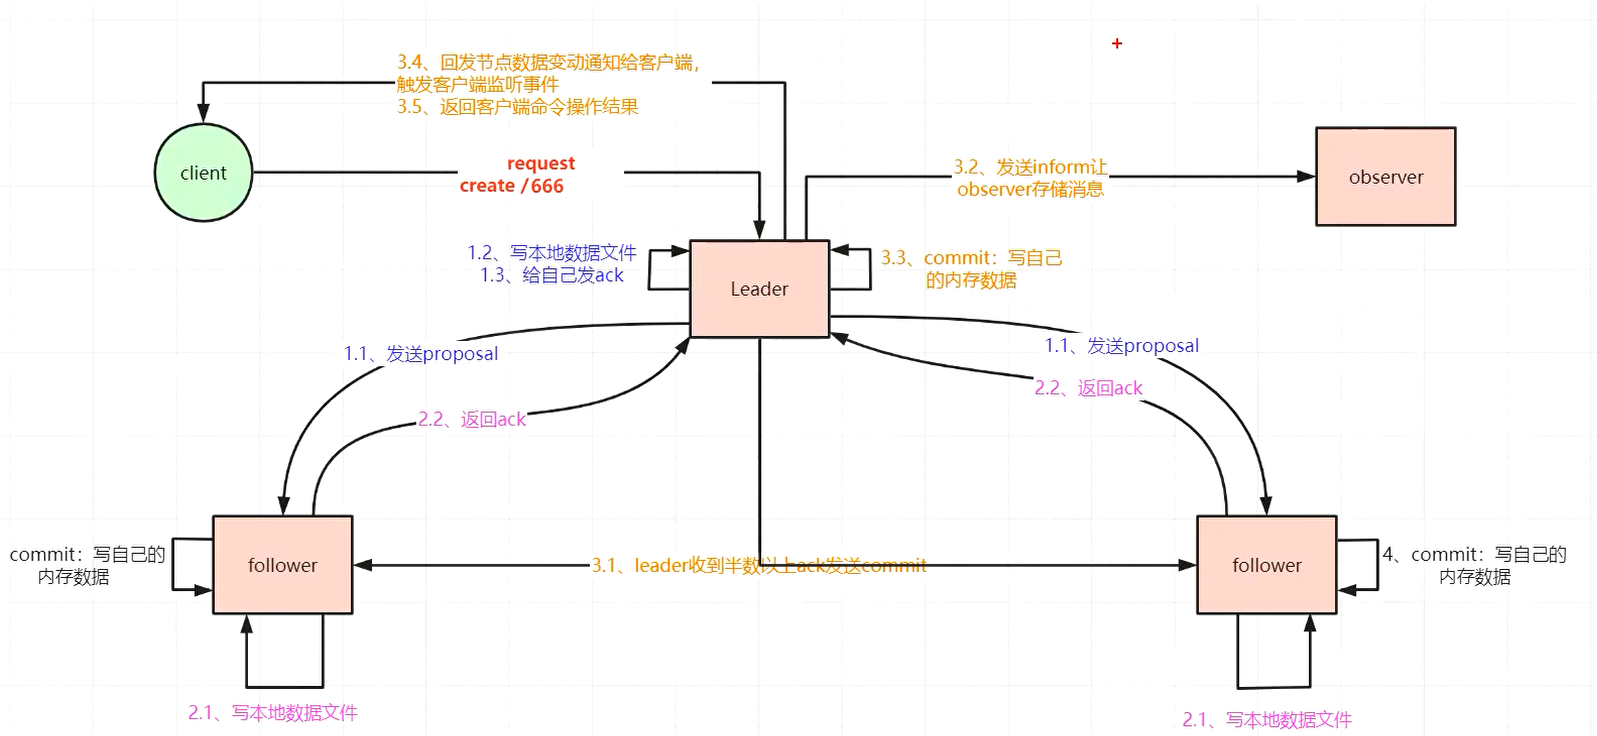 3.4、回发节点数据变动通知给客户端，
触发客户端监听事件
3.5、返回客户端命令操作结果
client
request
create /666
3.2、发送inform让
observer存储消息
observer
1.2、写本地数据文件
1.3、给自己发ack
Leader
3.3、commit：写自己
的内存数据
1.1、发送proposal
1.1、发送proposal
2.2、返回ack
2.2、返回ack
commit：写自己的
内存数据
follower
3.1、leader收到半数以上ack发送commit
follower
4、commit：写自己的
内存数据
2.1、写本地数据文件
2.1、写本地数据文件